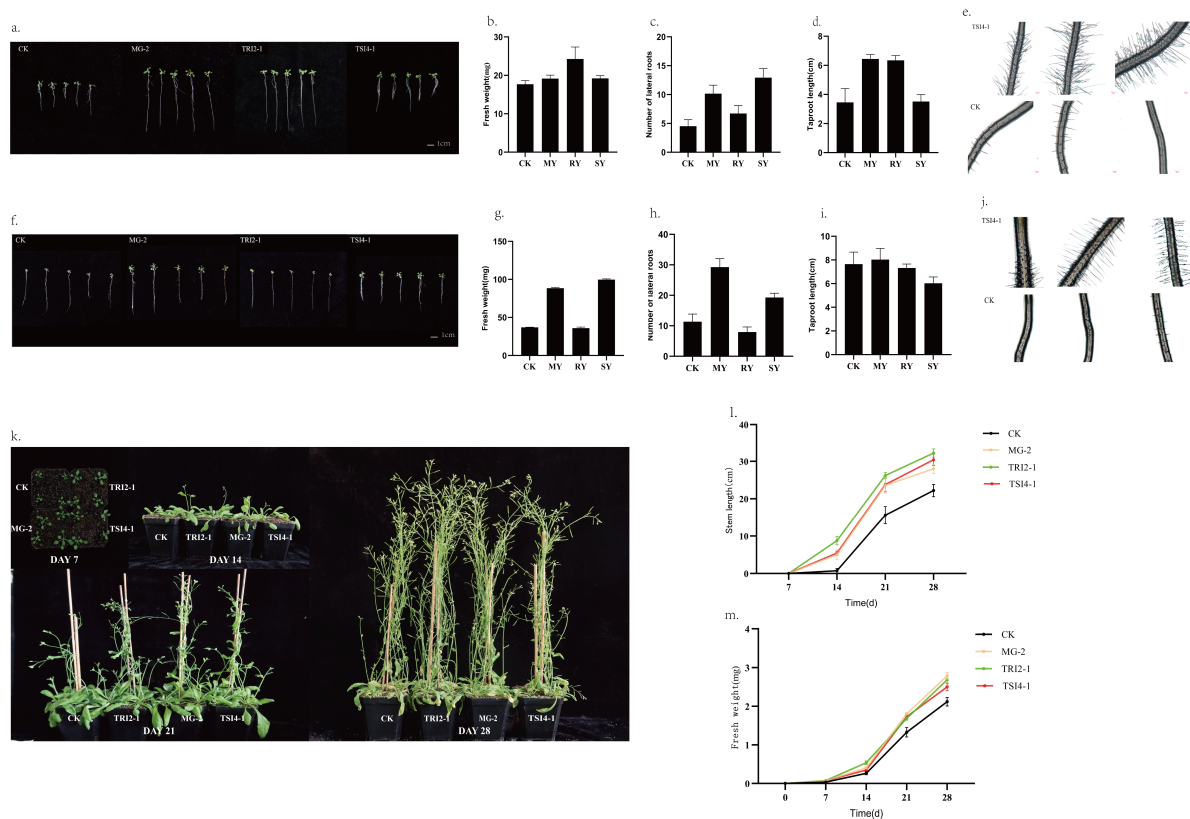 a.
CK
MG-2
TRI2-1
TSI4-1
1cm
b.
Fresh weight(mg)
40
30
20
10
0
CK MY RY SY
c.
Number of lateral roots
20
15
10
5
0
CK MY RY SY
d.
Taproot length(cm)
8
6
4
2
0
CK MY RY SY
e.
TSI4-1
CK
f.
CK
MG-2
TRI2-1
TSI4-1
1cm
g.
Fresh weight(mg)
150
100
50
0
CK MY RY SY
h.
Number of lateral roots
40
30
20
10
0
CK MY RY SY
i.
Taproot length(cm)
10
8
6
4
2
0
CK MY RY SY
j.
TSI4-1
CK
k.
CK
TRI2-1
MG-2
TSI4-1
DAY 7
CK
TRI2-1
MG-2
TSI4-1
DAY 14
CK
TRI2-1
MG-2
TSI4-1
DAY 21
CK
TRI2-1
MG-2
TSI4-1
DAY 28
l.
Stem length(cm)
40
30
20
10
0
7 14 21 28
Time(d)
CK
MG-2
TRI2-1
TSI4-1
m.
Fresh weight(mg)
4
3
2
1
0
0 7 14 21 28
Time(d)
CK
MG-2
TRI2-1
TSI4-1